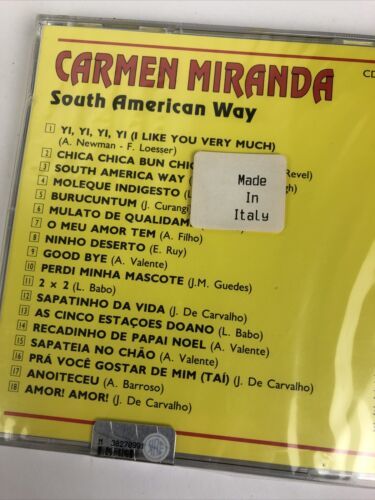 CARMEN MIRANDA
CD
South American Way
1 YI, YI, YI, YI (I LIKE YOU VERY MUCH)
(A. Newman - F. Loesser)
2 CHICA CHICA BUN CHIC Revel)
3 SOUTH AMERICA WAY ( gh)
4 MOLEQUE INDIGESTO (L.
5 BURUCUNTUM (J. Curangi
6 MULATO DE QUALIDAD
7 O MEU AMOR TEM (A. Filho)
8 NINHO DESERTO (E. Ruy)
9 GOOD BYE (A. Valente)
10 PERDI MINHA MASCOTE (J.M. Guedes)
11 2 x 2 (L. Babo)
12 SAPATINHO DA VIDA (J. De Carvalho)
13 AS CINCO ESTAÇOES DOANO (L. Babo)
14 RECADINHO DE PAPAI NOEL (A. Valente)
15 SAPATEIA NO CHÃO (A. Valente)
16 PRÁ VOCÊ GOSTAR DE MIM (TAÍ) (J. De Carvalho)
17 ANOITECEU (A. Barroso)
18 AMOR! AMOR! (J. De Carvalho)
Made
In
Italy